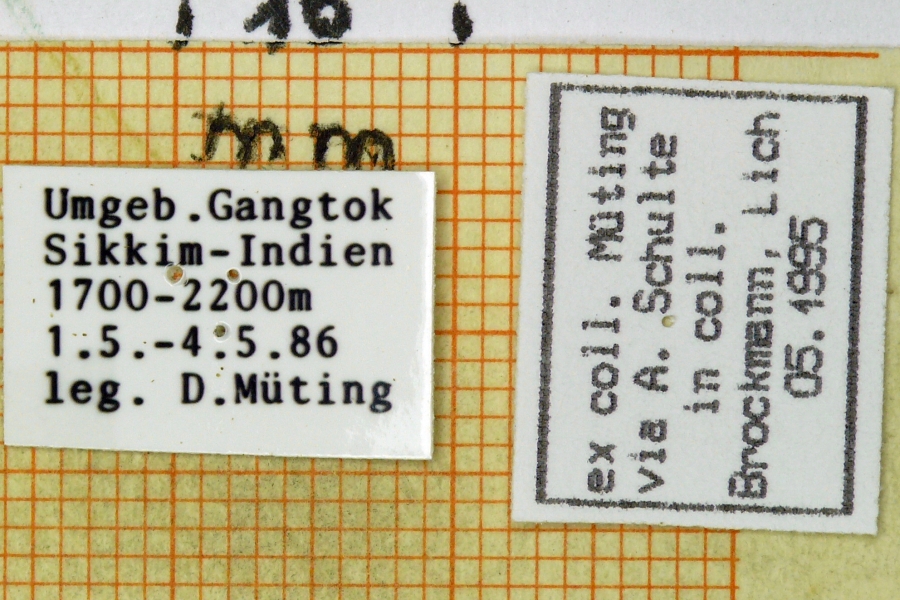 mm
Umgeb.Gangtok
Sikkim-Indien
1700-2200m
1.5.-4.5.86
leg. D.Müting
ex coll. Müting
via A. Schulte
in coll.
Brockmann, Lich
05.1995